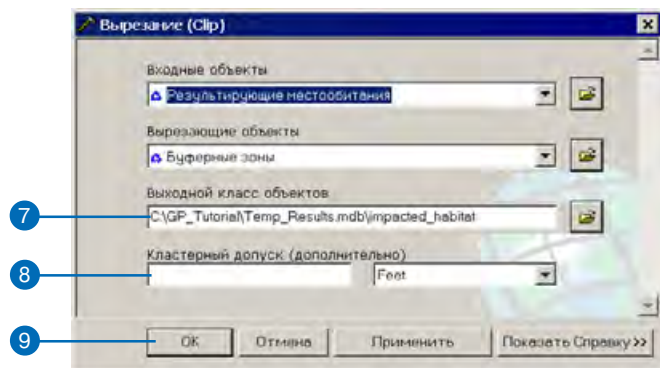 Вырезание (Clip)
Входные объекты
Результирующие местообитания
Вырезающие объекты
Буферные зоны
Выходной класс объектов
7
C:\GP_Tutorial\Temp_Results.mdb\impacted_habitat
Кластерный допуск (дополнительно)
8
Feet
9
OK
Отмена
Применить
Показать Справку>>